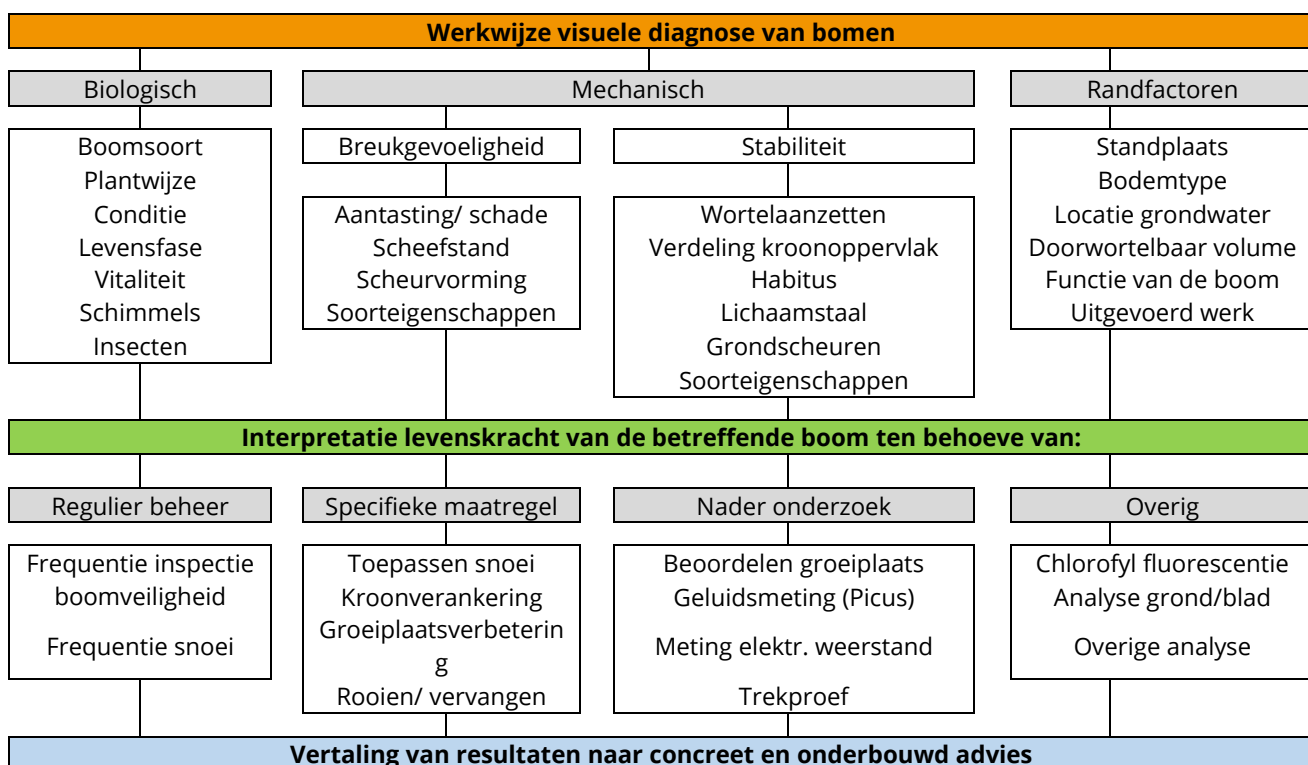 Werkwijze visuele diagnose van bomen
Biologisch
Mechanisch
Randfactoren
Boomsoort
Plantwijze
Conditie
Levensfase
Vitaliteit
Schimmels
Insecten
Breukgevoeligheid
Aantasting/ schade
Scheefstand
Scheurvorming
Soorteigenschappen
Stabiliteit
Wortelaanzetten
Verdeling kroonoppervlak
Habitus
Lichaamstaal
Grondscheuren
Soorteigenschappen
Standplaats
Bodemtype
Locatie grondwater
Doorwortelbaar volume
Functie van de boom
Uitgevoerd werk
Interpretatie levenskracht van de betreffende boom ten behoeve van:
Regulier beheer
Specifieke maatregel
Nader onderzoek
Overig
Frequentie inspectie
boomveiligheid
Frequentie snoei
Toepassen snoei
Kroonverankering
Groeiplaatsverbeterin
g
Rooien/ vervangen
Beoordelen groeiplaats
Geluidsmeting (Picus)
Meting elektr. weerstand
Trekproef
Chlorofyl fluorescentie
Analyse grond/blad
Overige analyse
Vertaling van resultaten naar concreet en onderbouwd advies